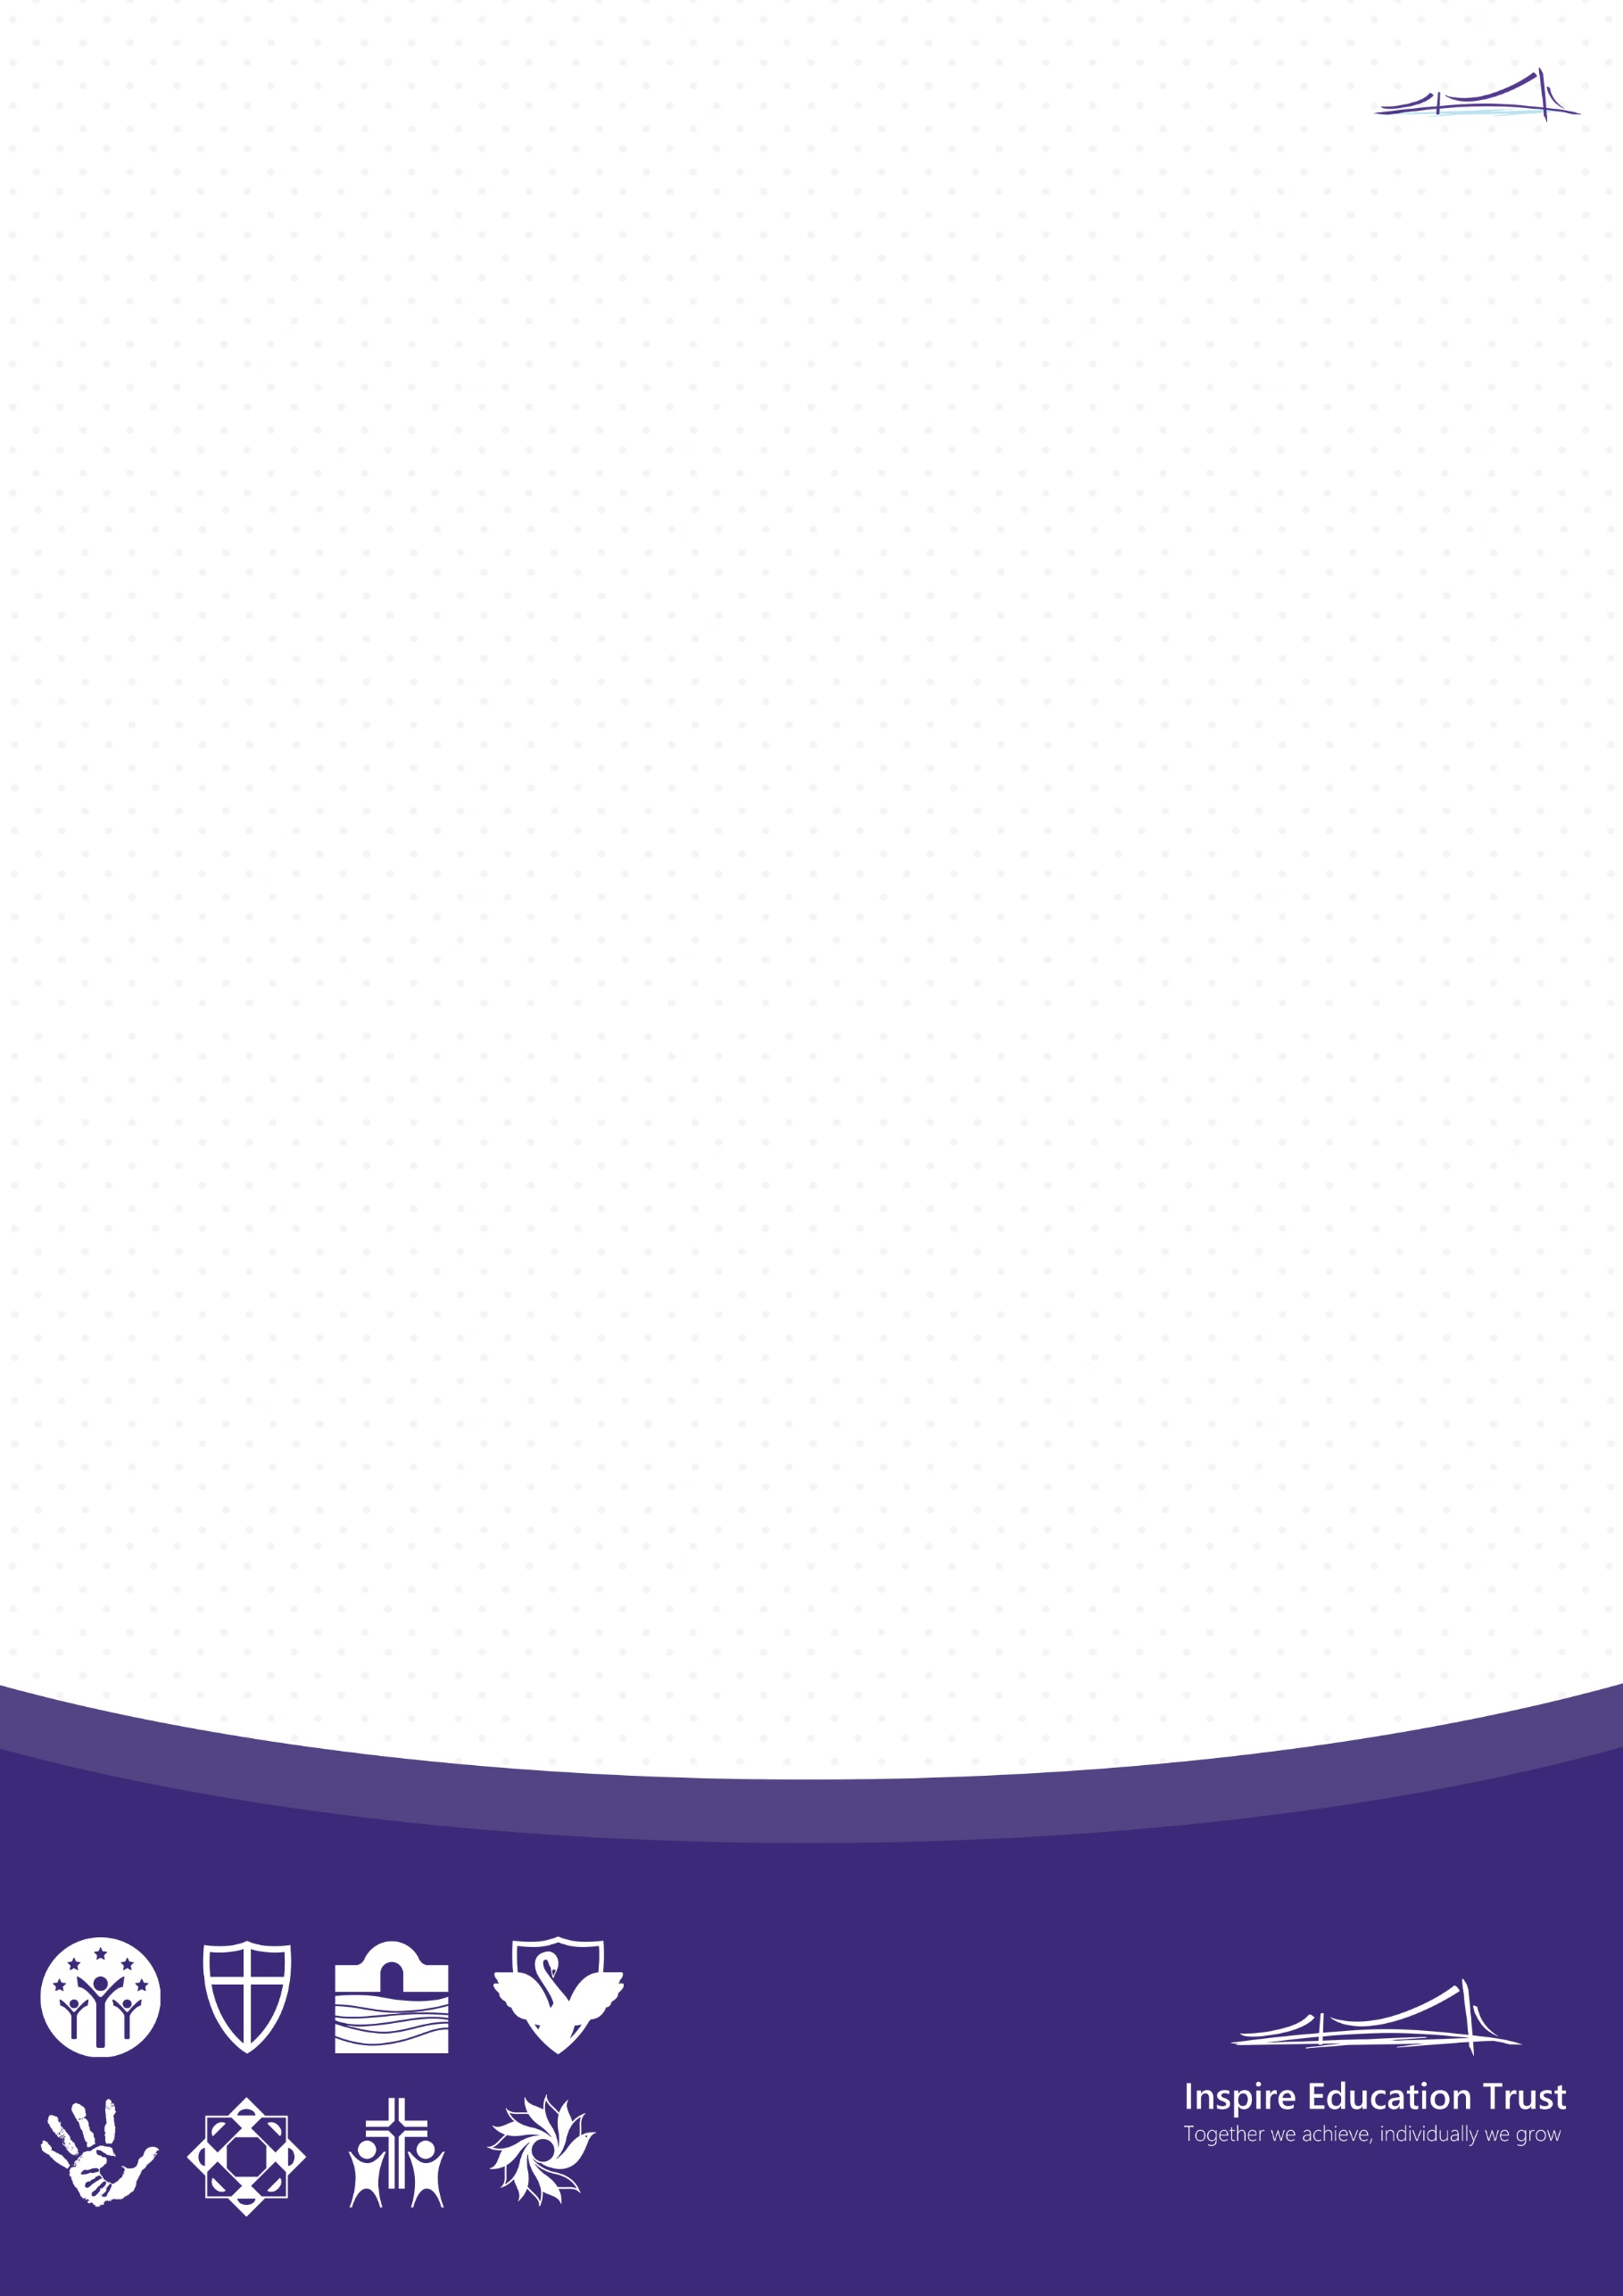 Inspire Education Trust
Together we achieve, individually we grow